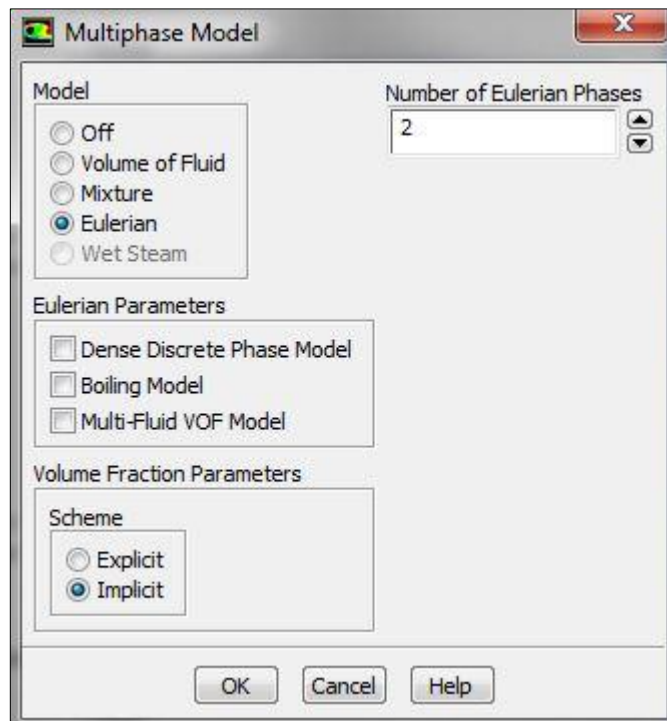 Multiphase Model
Model
Off
Volume of Fluid
Mixture
Eulerian
Wet Steam
Number of Eulerian Phases
2
Eulerian Parameters
Dense Discrete Phase Model
Boiling Model
Multi-Fluid VOF Model
Volume Fraction Parameters
Scheme
Explicit
Implicit
OK Cancel Help